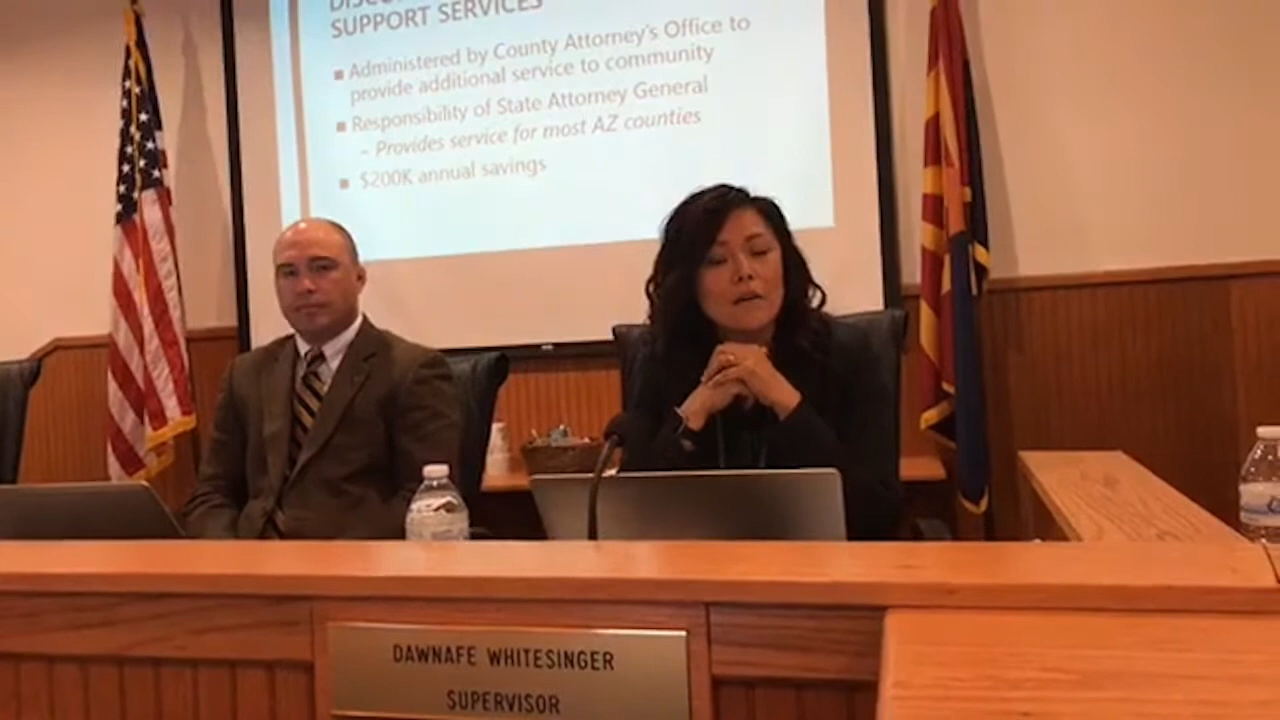 SUPPORT SERVICES
■ Administered by County Attorney's Office to
provide additional service to community
■ Responsibility of State Attorney General
– Provides service for most AZ counties
■ $200K annual savings
DAWNAFE WHITESINGER
SUPERVISOR